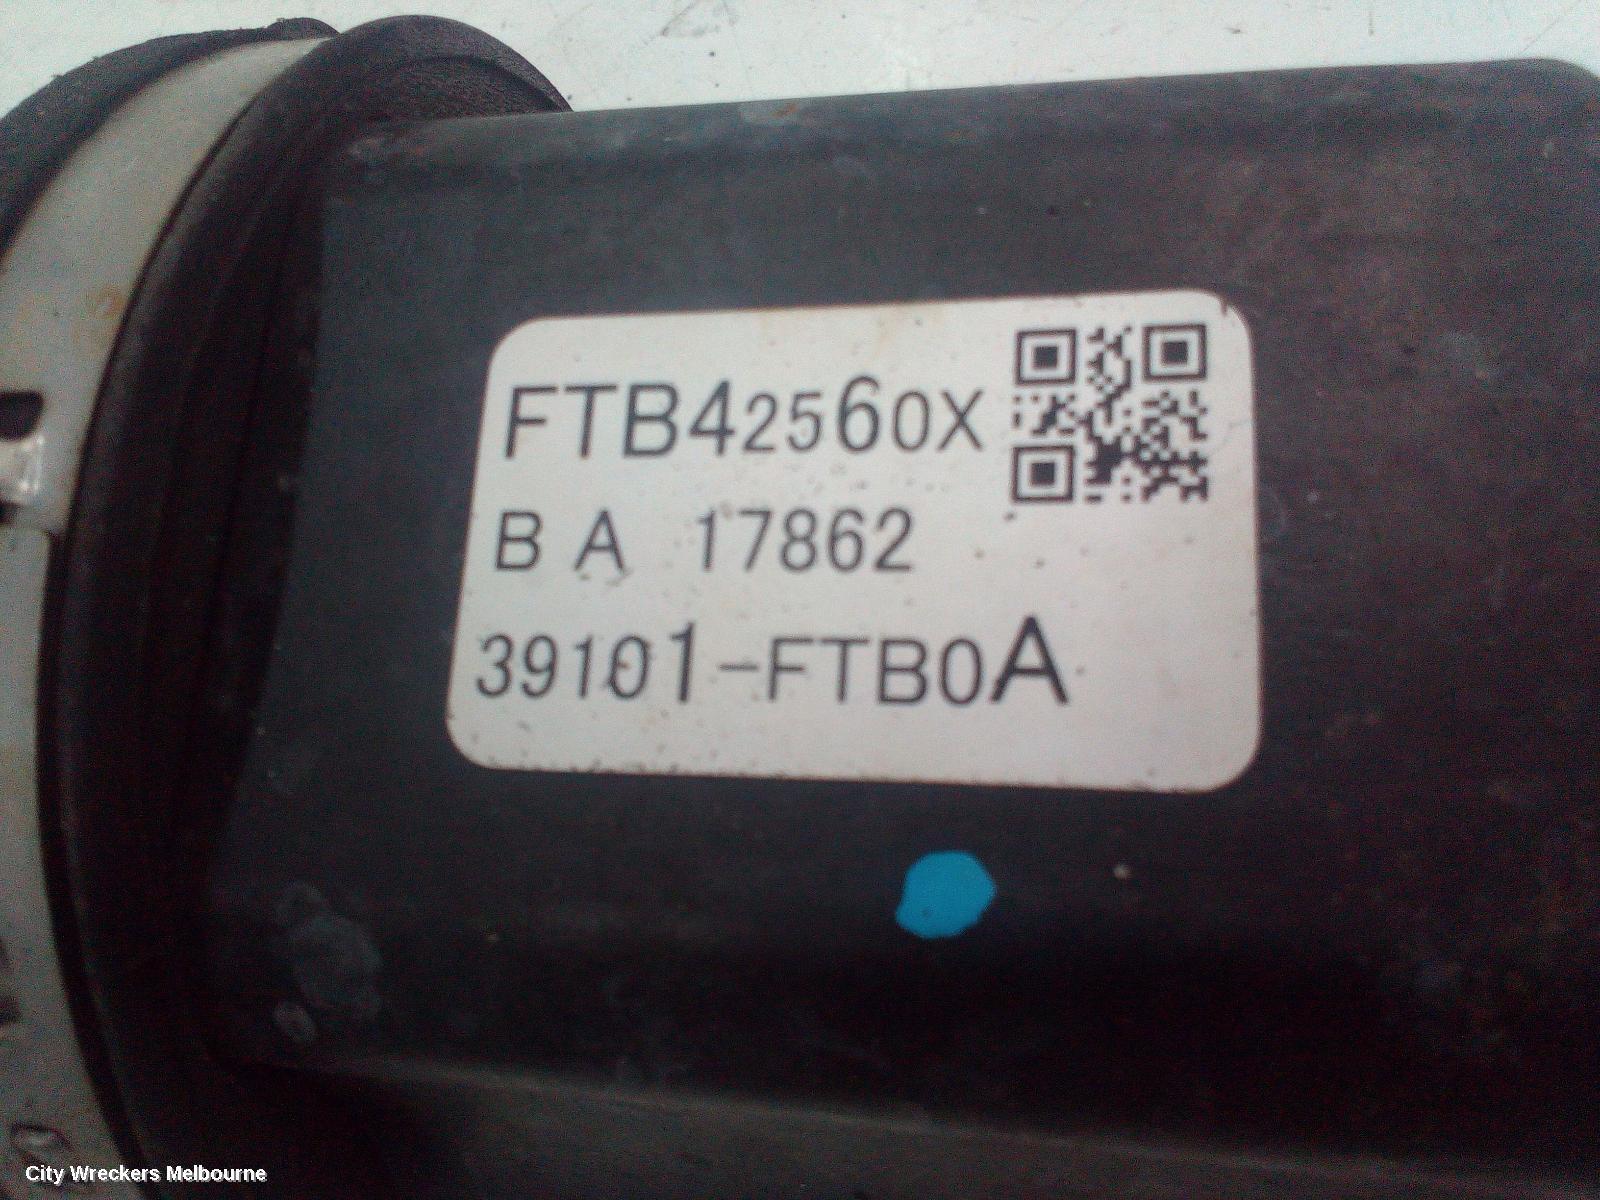 FTB42560X
B A 17862
39101-FTB0A
City Wreckers Melbourne